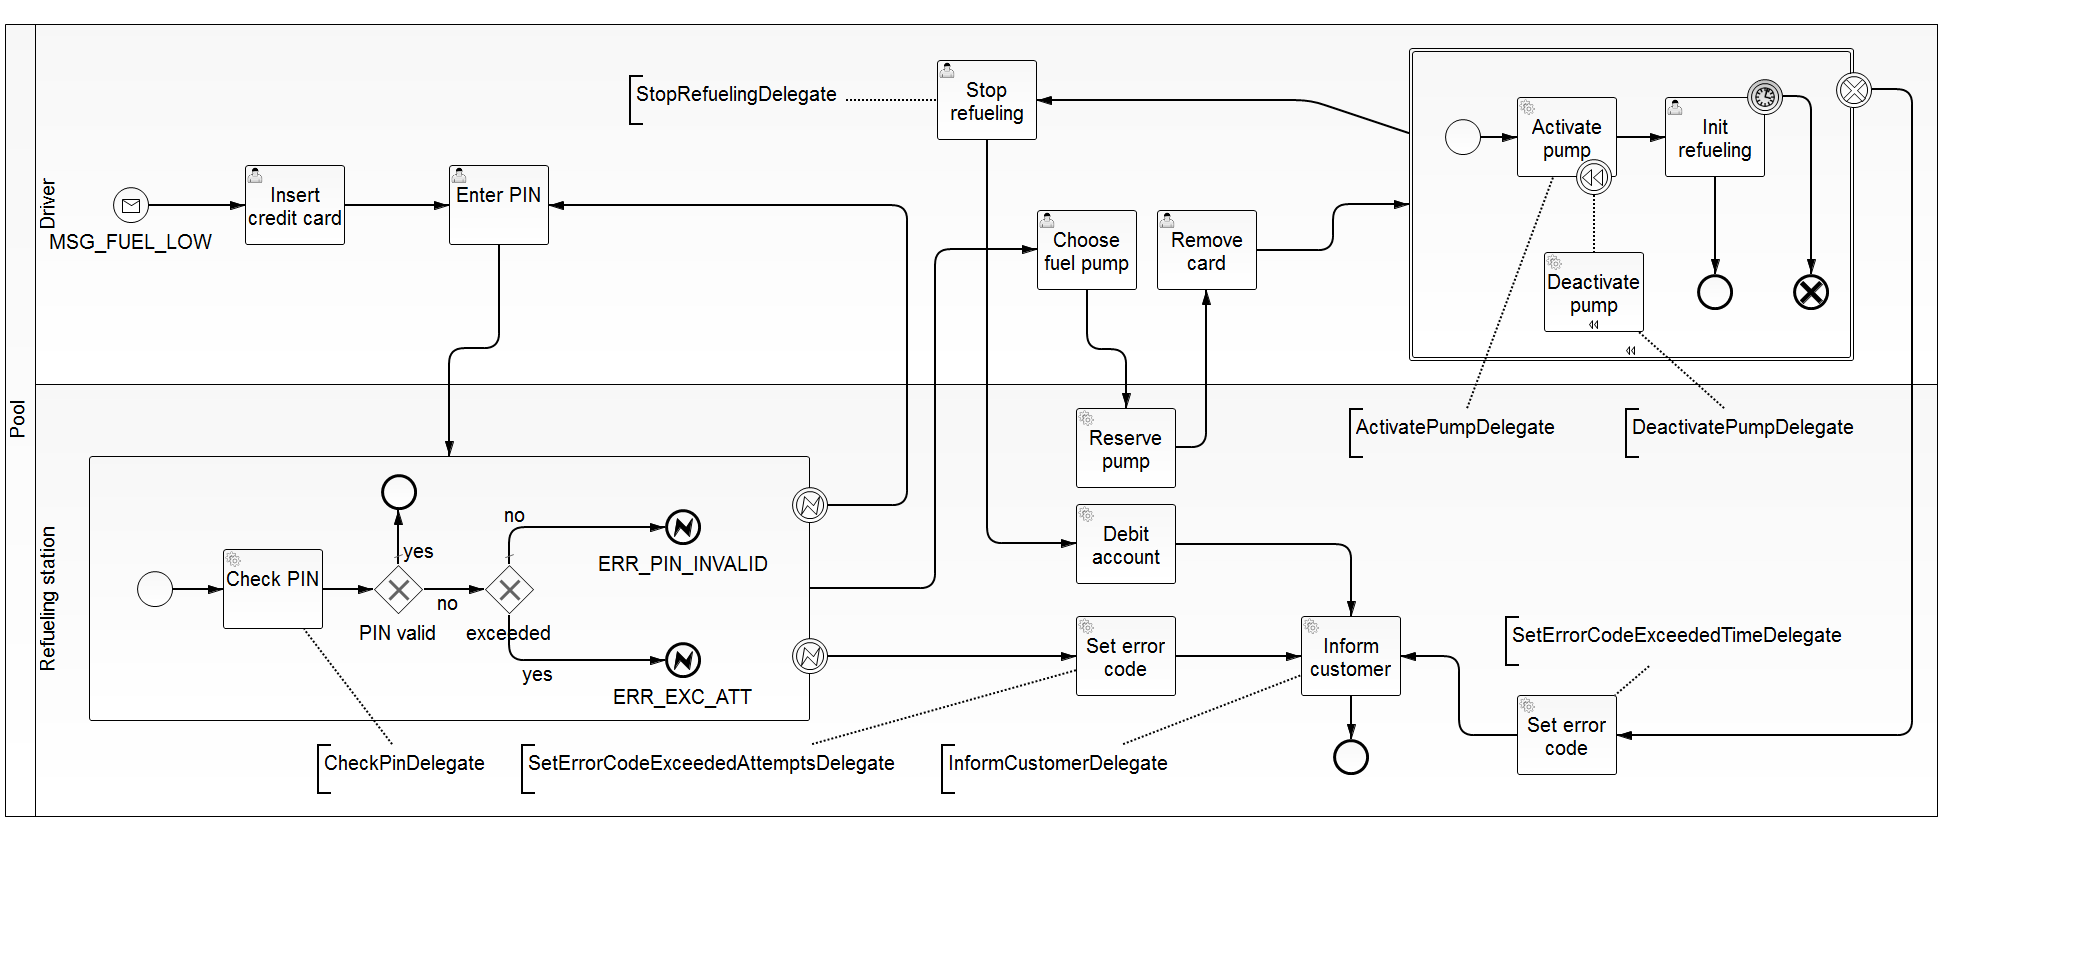 Pool
Driver
MSG_FUEL_LOW
Insert
credit card
Enter PIN
StopRefuelingDelegate
Stop
refueling
Choose
fuel pump
Remove
card
Activate
pump
Init
refueling
Deactivate
pump
ActivatePumpDelegate
DeactivatePumpDelegate
Refueling station
Check PIN
yes
PIN valid
no
exceeded
no
ERR_PIN_INVALID
yes
ERR_EXC_ATT
Reserve
pump
Debit
account
Set error
code
Inform
customer
SetErrorCodeExceededTimeDelegate
Set error
code
CheckPinDelegate
SetErrorCodeExceededAttemptsDelegate
InformCustomerDelegate